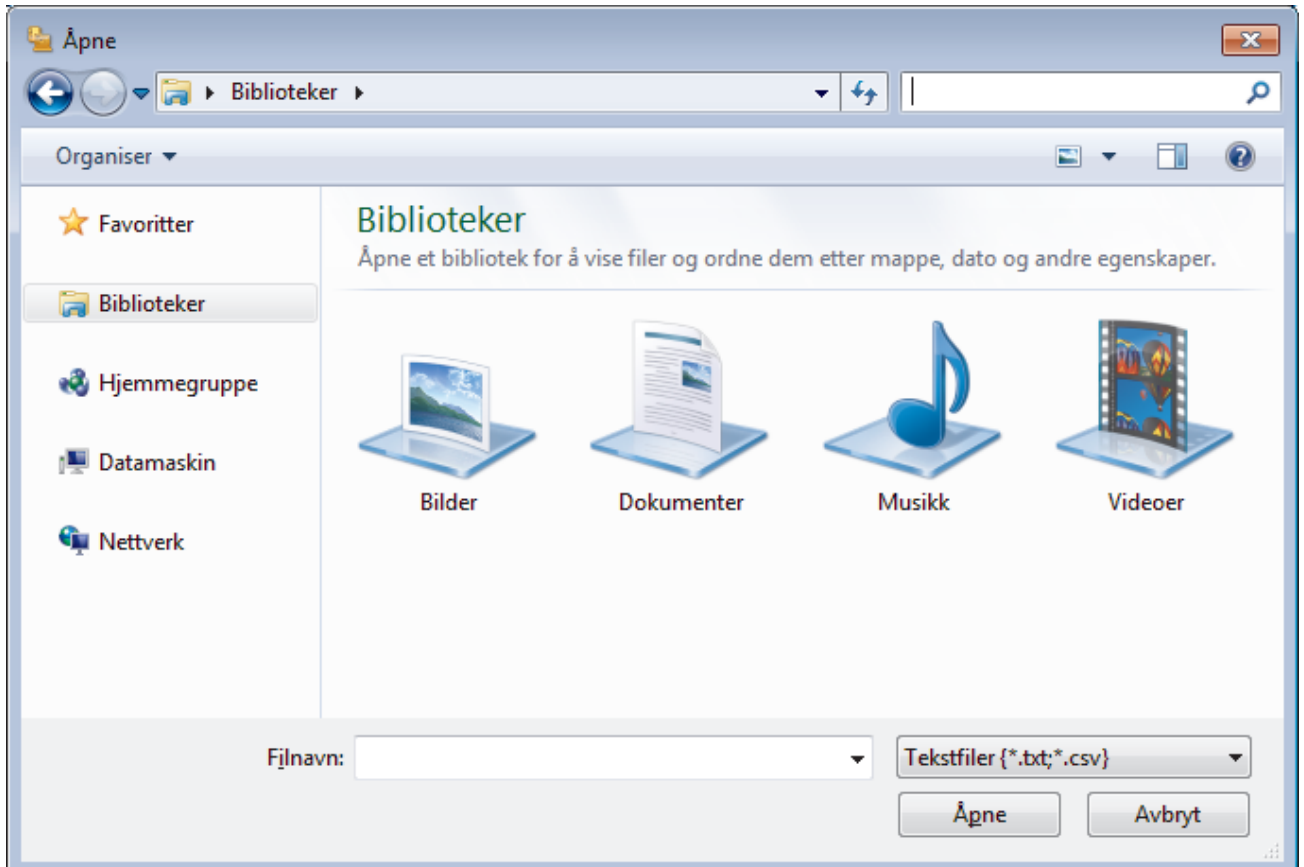 Åpne
Biblioteker
Organiser
Favoritter
Biblioteker
Hjemmegruppe
Datamaskin
Nettverk
Biblioteker
Åpne et bibliotek for å vise filer og ordne dem etter mappe, dato og andre egenskaper.
Bilder
Dokumenter
Musikk
Videoer
Filnavn:
Tekstfiler {*.txt;*.csv}
Åpne
Avbryt